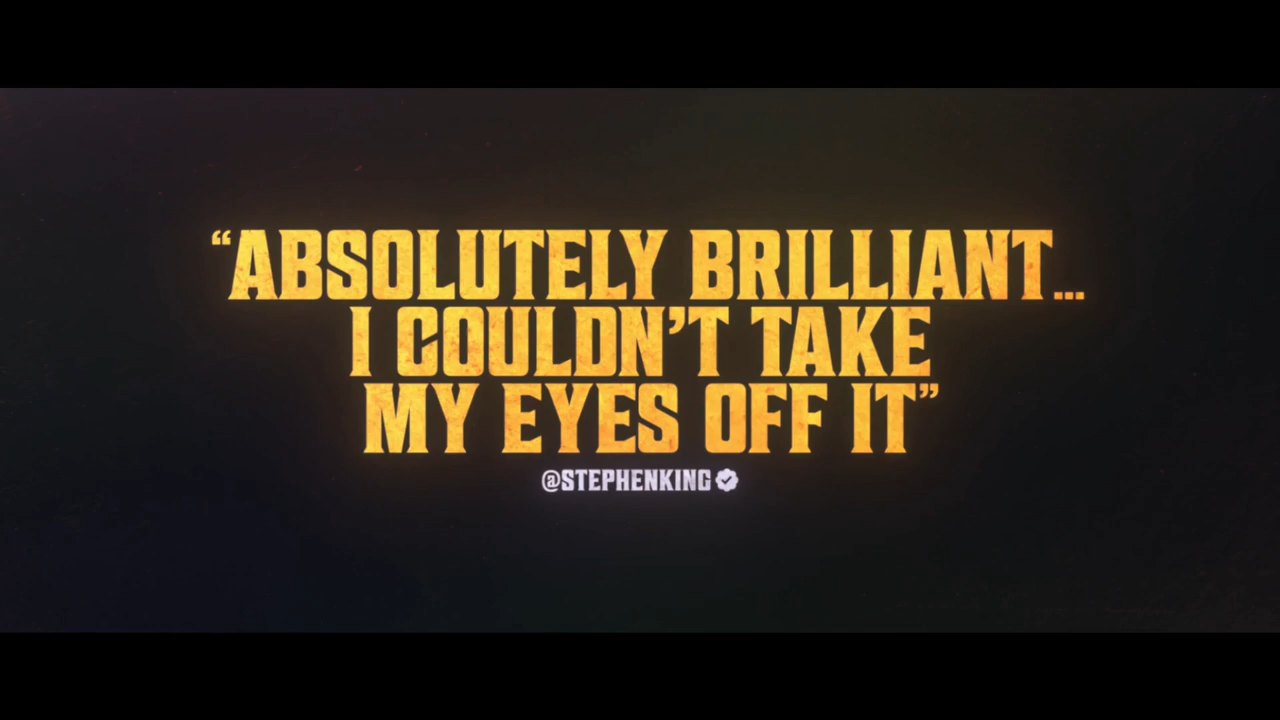 “ABSOLUTELY BRILLIANT...
I COULDN’T TAKE
MY EYES OFF IT”
@STEPHENKING